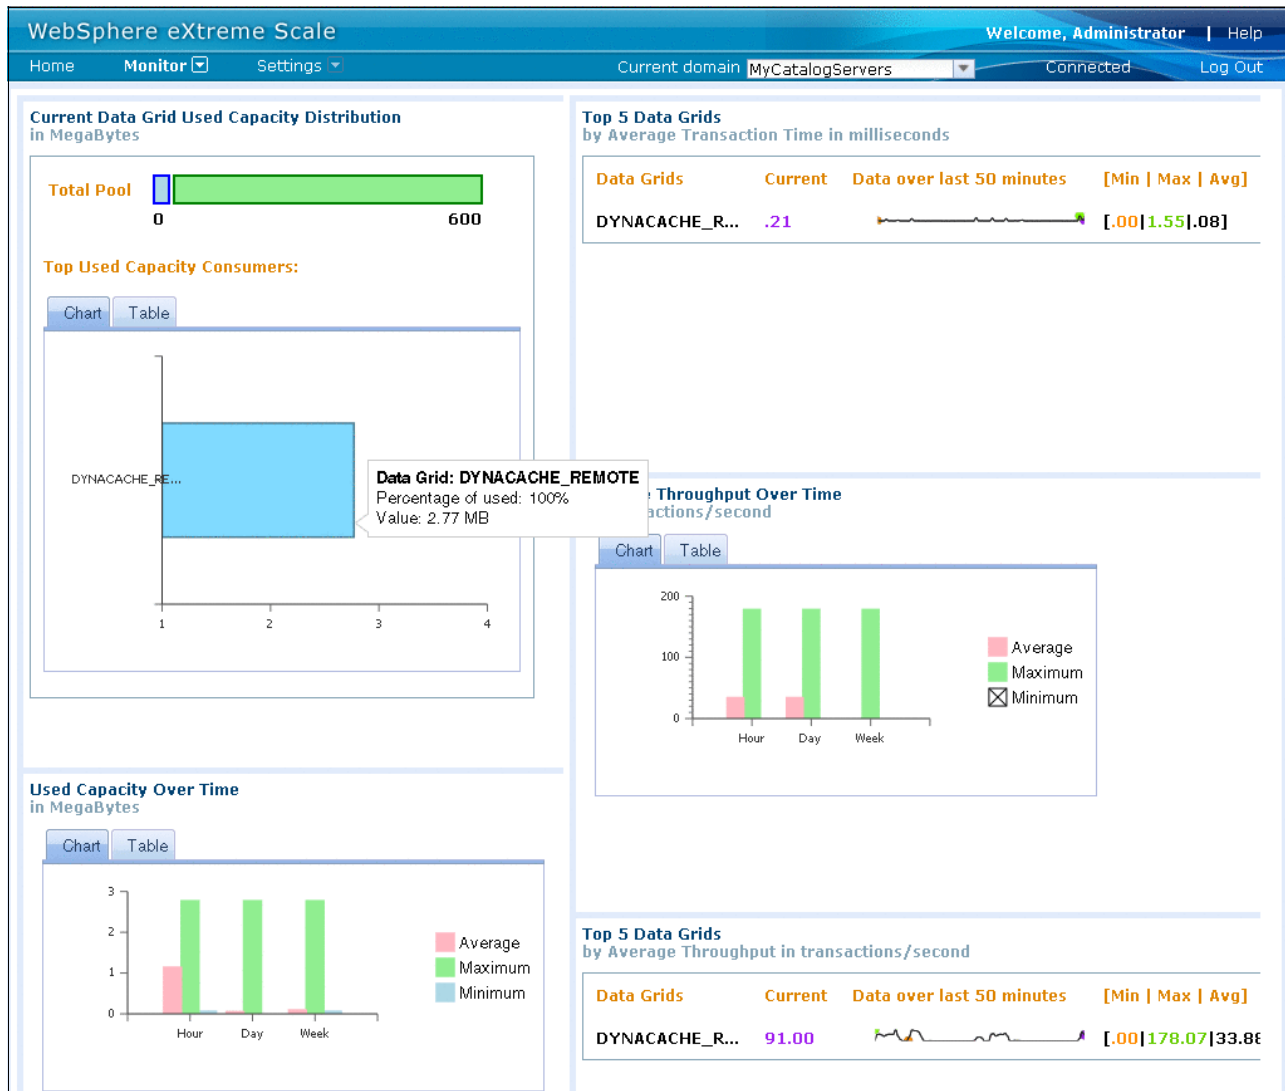 WebSphere eXtreme Scale
Welcome, Administrator | Help
Home Monitor Settings Current domain MyCatalogServers Connected Log Out
Current Data Grid Used Capacity Distribution
in MegaBytes
Total Pool
0 600
Top Used Capacity Consumers:
Chart Table
DYNACACHE_RE...
Data Grid: DYNACACHE_REMOTE
Percentage of used: 100%
Value: 2.77 MB
1 2 3 4
Used Capacity Over Time
in MegaBytes
Chart Table
3
2
1
0
Hour Day Week
Average
Maximum
Minimum
Top 5 Data Grids
by Average Transaction Time in milliseconds
Data Grids Current Data over last 50 minutes [Min | Max | Avg]
DYNACACHE_R... .21 [.00|1.55|.08]
Throughput Over Time
actions/second
Chart Table
200
100
0
Hour Day Week
Average
Maximum
Minimum
Top 5 Data Grids
by Average Throughput in transactions/second
Data Grids Current Data over last 50 minutes [Min | Max | Avg]
DYNACACHE_R... 91.00 [.00|178.07|33.88